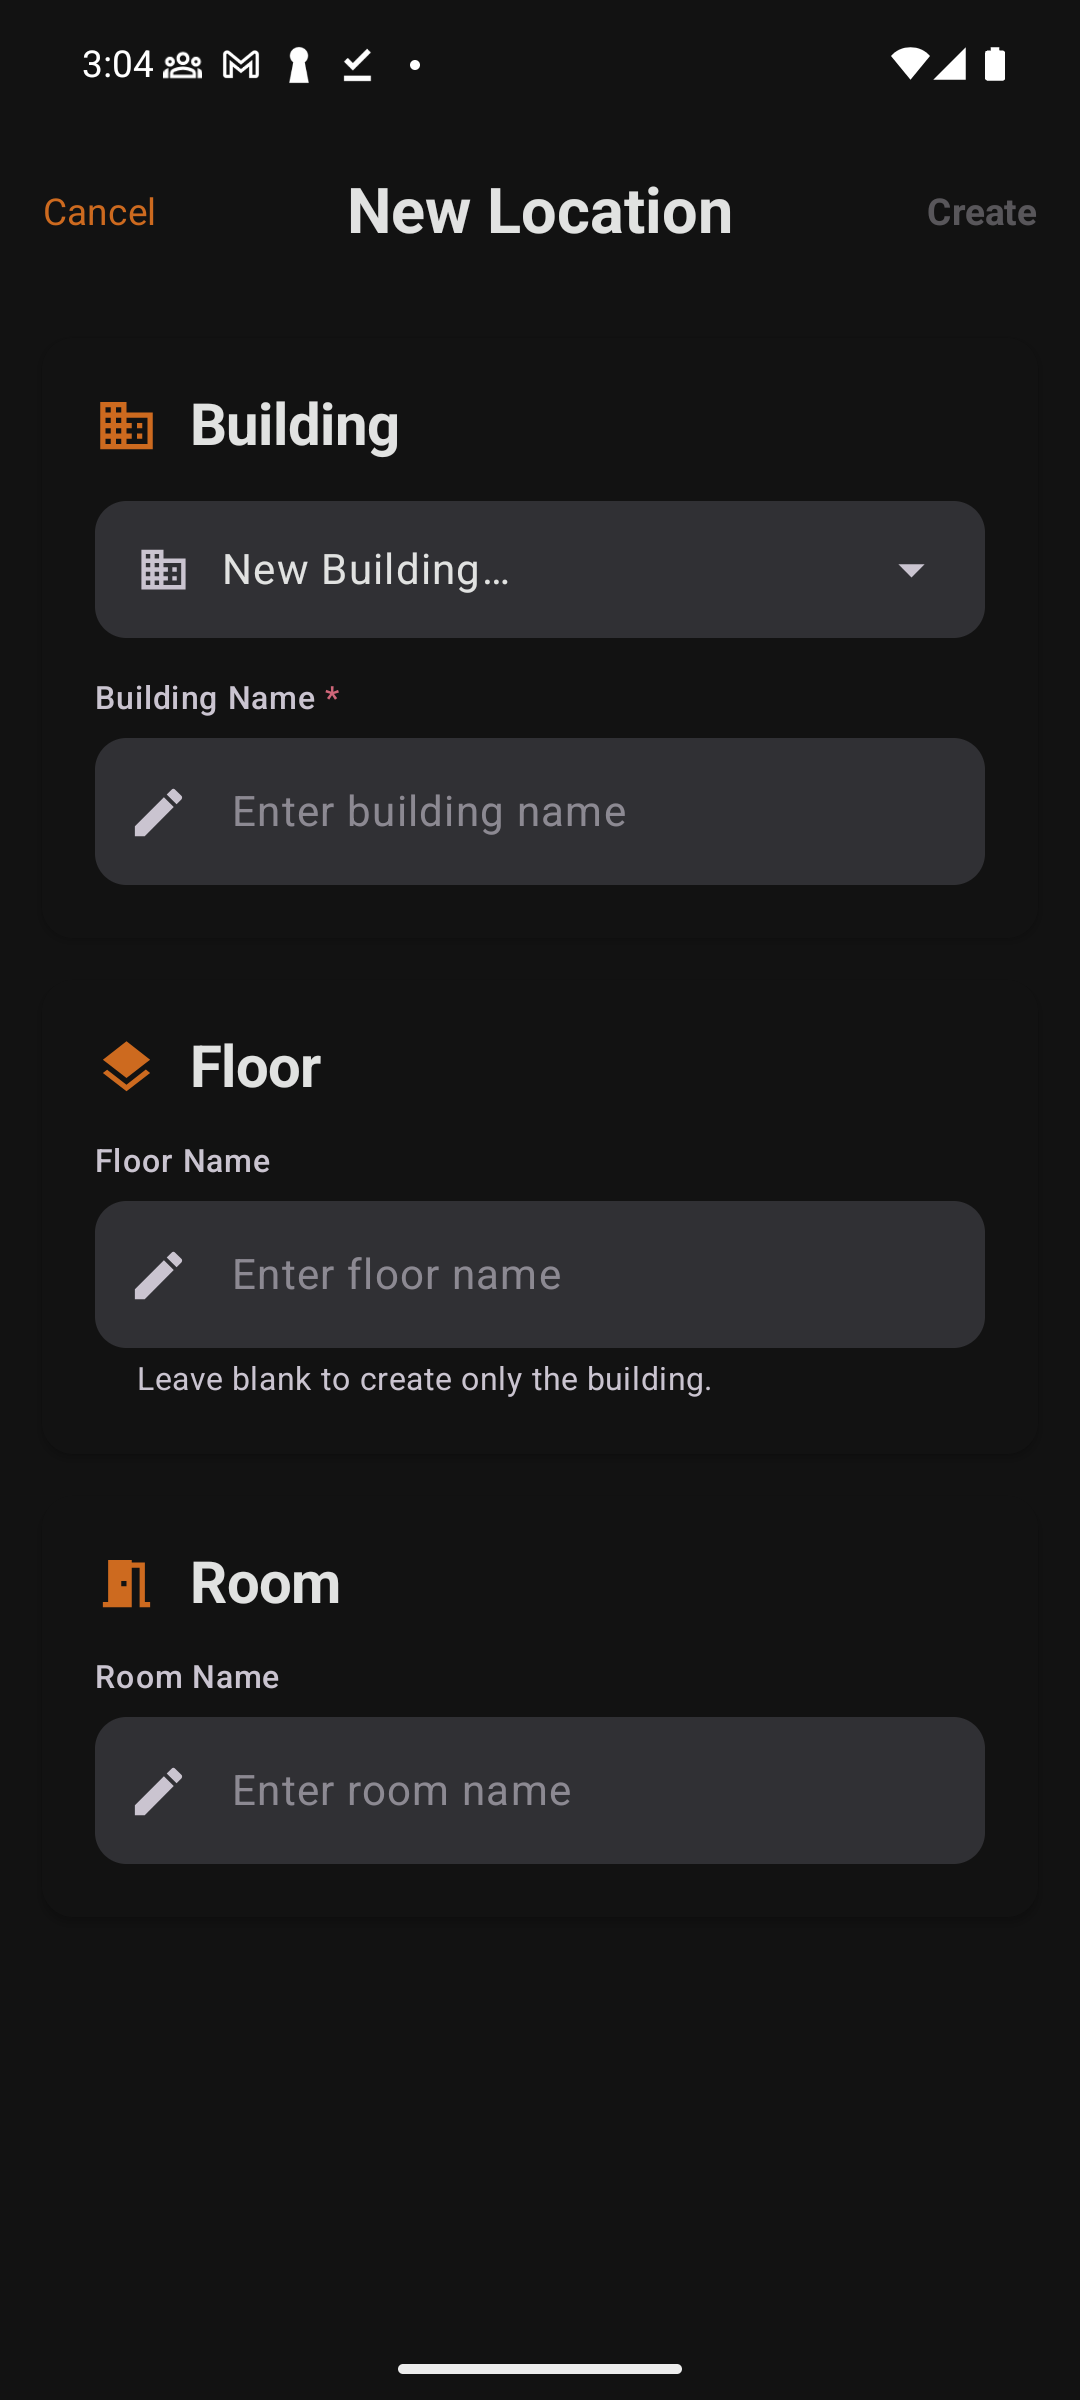 3:04
Cancel
New Location
Create
Building
New Building…
Building Name *
Enter building name
Floor
Floor Name
Enter floor name
Leave blank to create only the building.
Room
Room Name
Enter room name